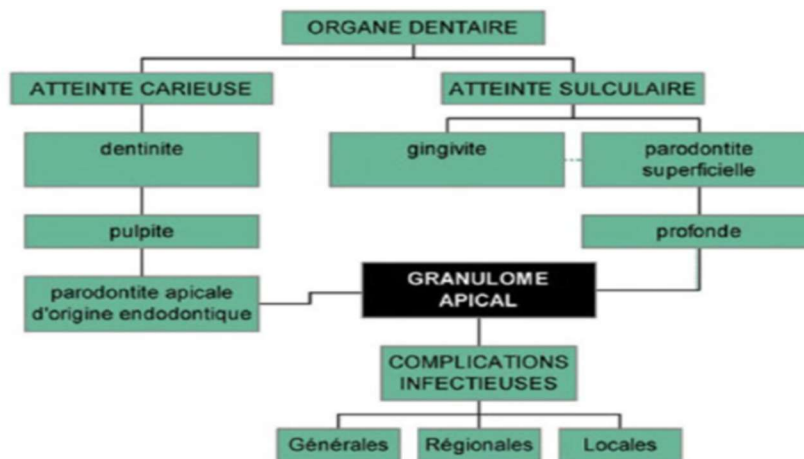 ORGANE DENTAIRE
ATTEINTE CARIEUSE
ATTEINTE SULCULAIRE
dentinite
gingivite
parodontite
superficielle
pulpite
profonde
parodontite apicale
d'origine endodontique
GRANULOME
APICAL
COMPLICATIONS
INFECTIEUSES
Générales
Régionales
Locales